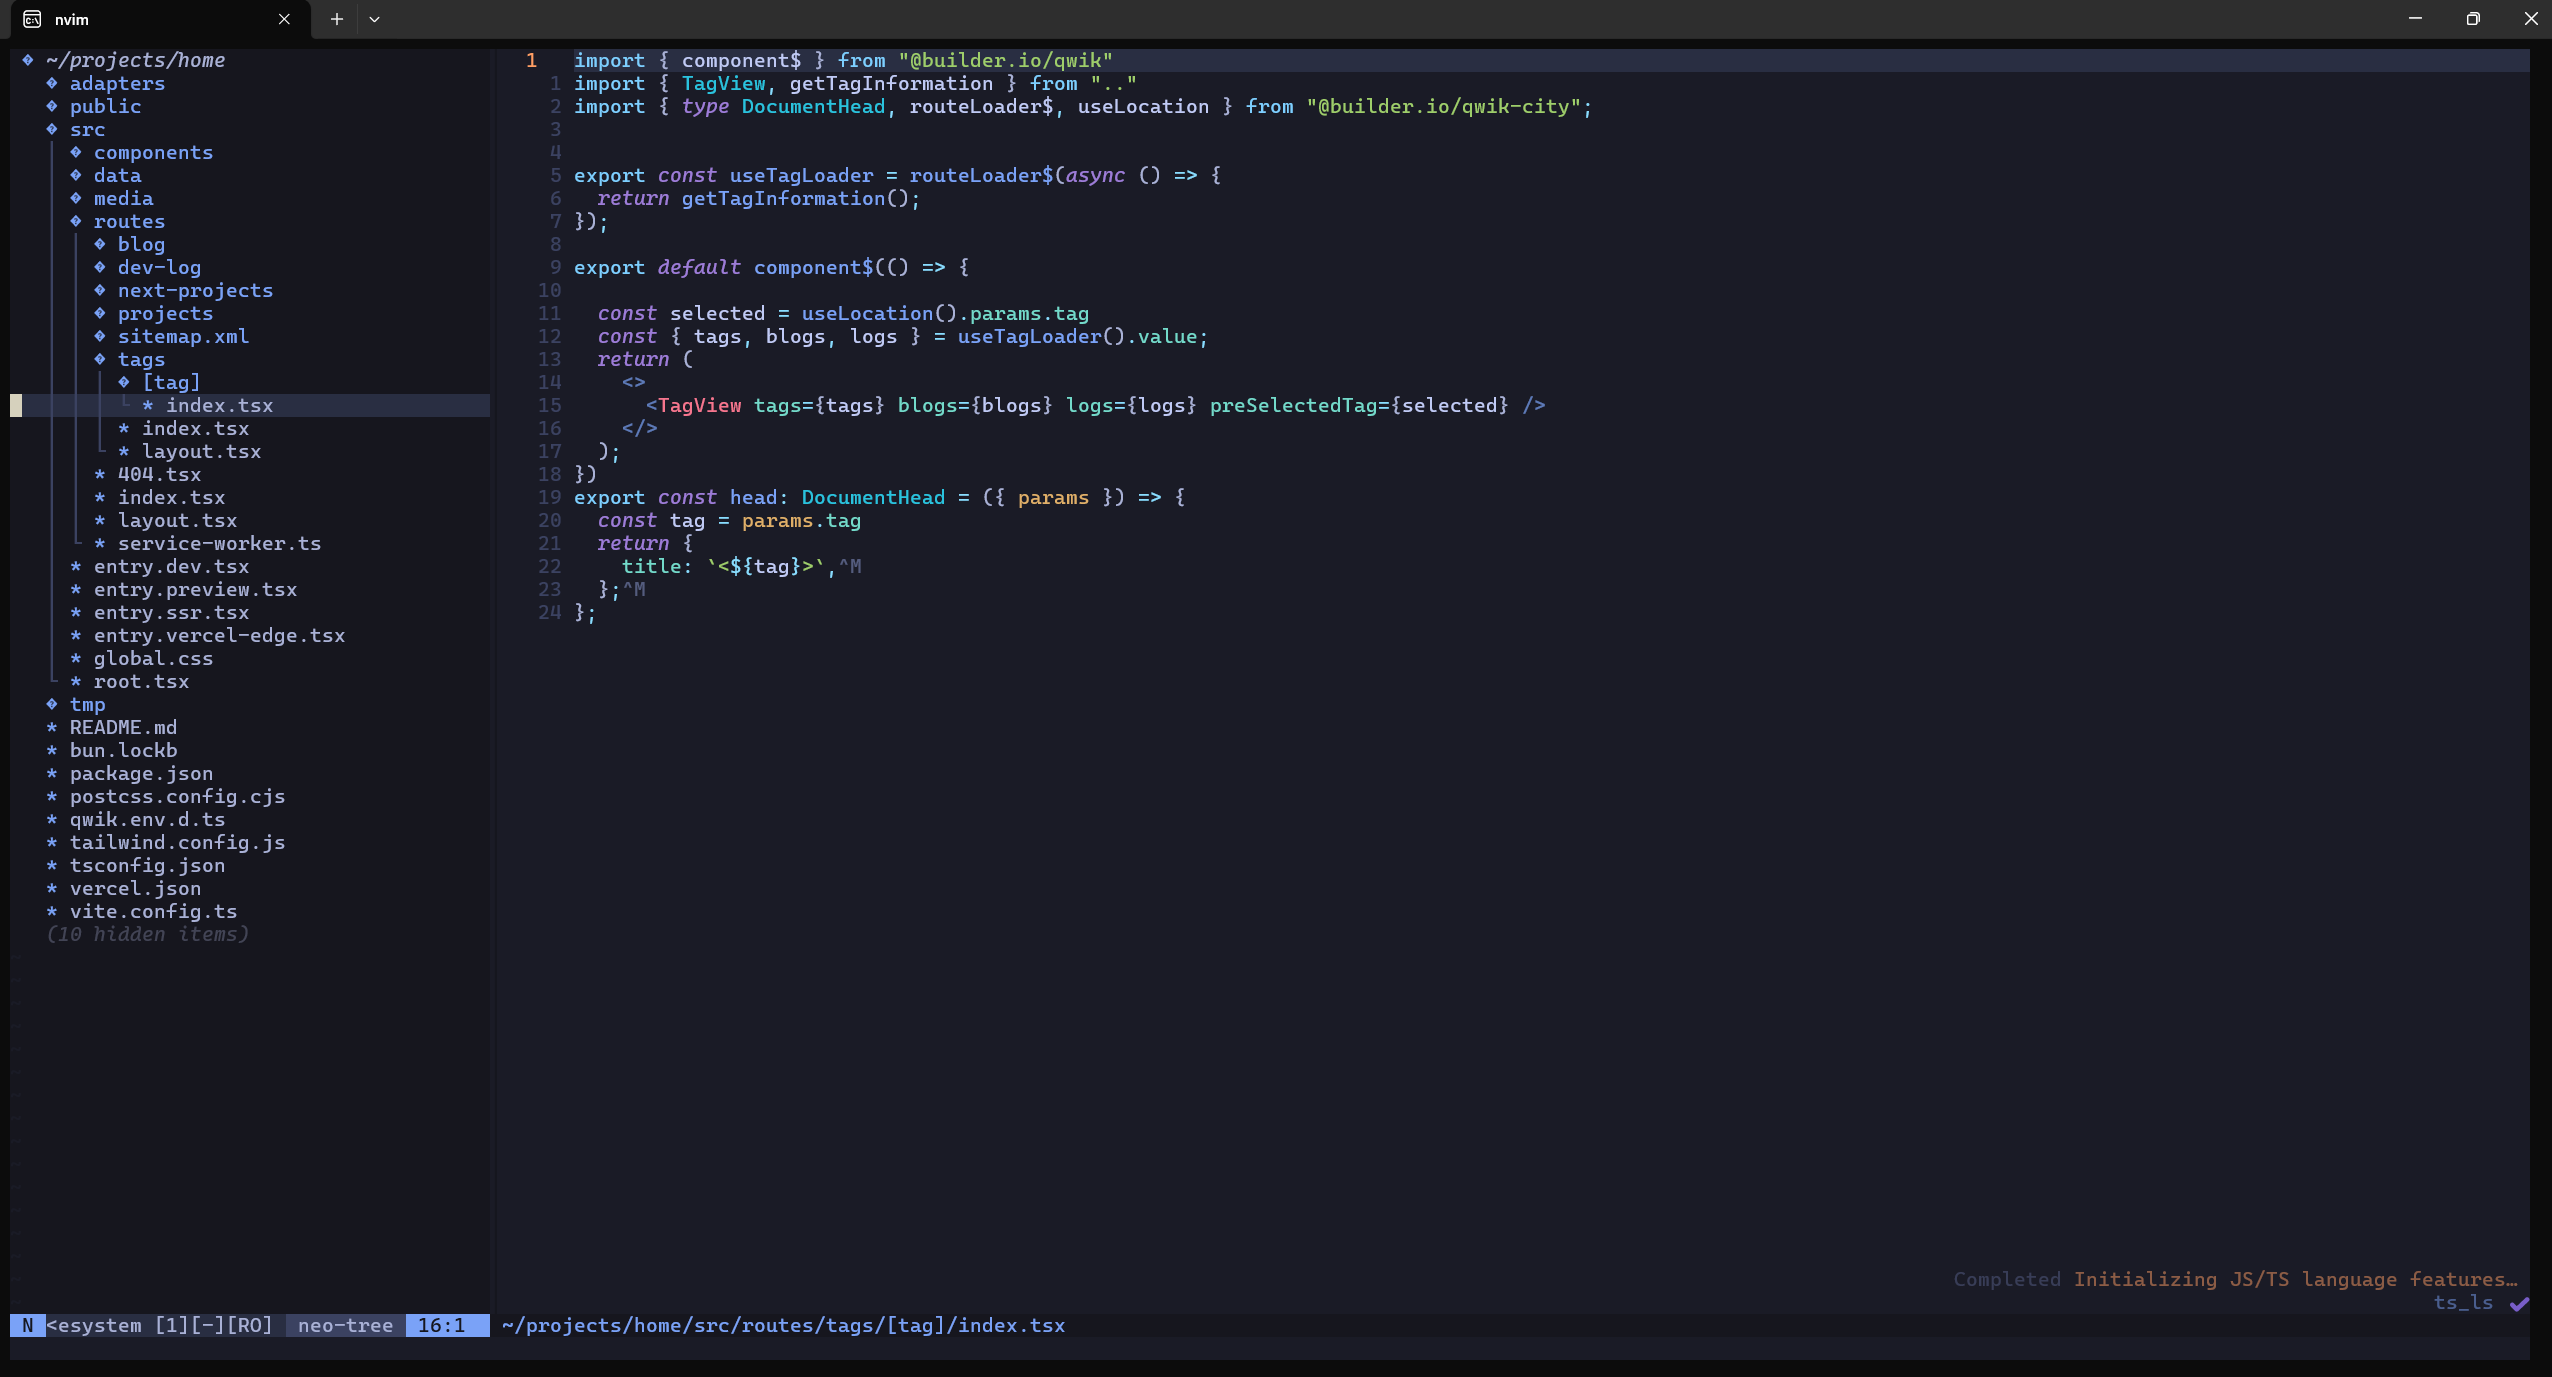 nvim
~/projects/home
adapters
public
src
components
data
media
routes
blog
dev-log
next-projects
projects
sitemap.xml
tags
[tag]
* index.tsx
* index.tsx
* layout.tsx
* 404.tsx
* index.tsx
* layout.tsx
* service-worker.ts
* entry.dev.tsx
* entry.preview.tsx
* entry.ssr.tsx
* entry.vercel-edge.tsx
* global.css
* root.tsx
tmp
* README.md
* bun.lockb
* package.json
* postcss.config.cjs
* qwik.env.d.ts
* tailwind.config.js
* tsconfig.json
* vercel.json
* vite.config.ts
(10 hidden items)
1 import { component$ } from "@builder.io/qwik"
1 import { TagView, getTagInformation } from ".."
2 import { type DocumentHead, routeLoader$, useLocation } from "@builder.io/qwik-city";
3
4
5 export const useTagLoader = routeLoader$(async () => {
6   return getTagInformation();
7 });
8
9 export default component$(() => {
10
11   const selected = useLocation().params.tag
12   const { tags, blogs, logs } = useTagLoader().value;
13   return (
14     <>
15       <TagView tags={tags} blogs={blogs} logs={logs} preSelectedTag={selected} />
16     </>
17   );
18 })
19 export const head: DocumentHead = ({ params }) => {
20   const tag = params.tag
21   return {
22     title: `<${tag}>`,^M
23   };^M
24 };
Completed Initializing JS/TS language features…
ts_ls ✔
N <esystem [1][-][RO] neo-tree 16:1 ~/projects/home/src/routes/tags/[tag]/index.tsx